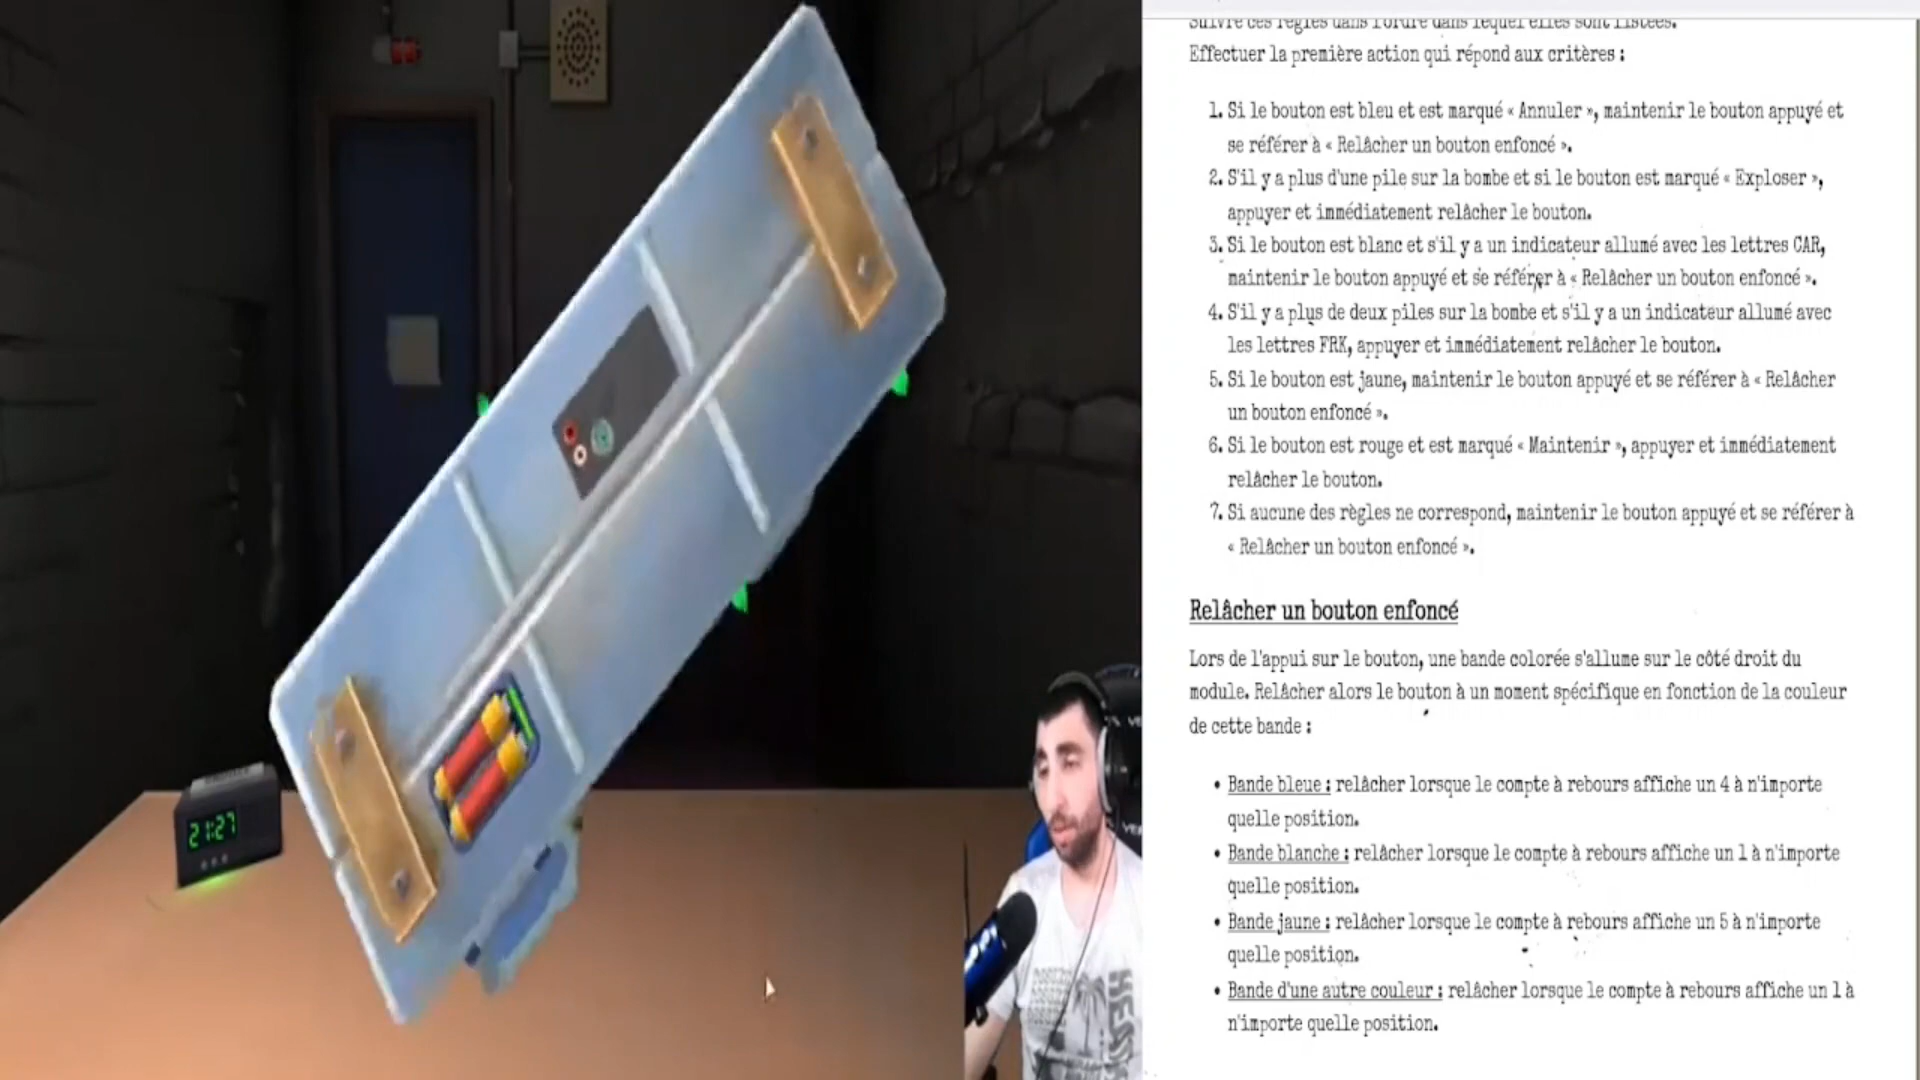 21:27
Suivre ces règles dans l'ordre dans lequel elles sont listées.
Effectuer la première action qui répond aux critères :
1. Si le bouton est bleu et est marqué « Annuler », maintenir le bouton appuyé et
se référer à « Relâcher un bouton enfoncé ».
2. S'il y a plus d'une pile sur la bombe et si le bouton est marqué « Exploser »,
appuyer et immédiatement relâcher le bouton.
3. Si le bouton est blanc et s'il y a un indicateur allumé avec les lettres CAR,
maintenir le bouton appuyé et se référer à « Relâcher un bouton enfoncé ».
4. S'il y a plus de deux piles sur la bombe et s'il y a un indicateur allumé avec
les lettres FRK, appuyer et immédiatement relâcher le bouton.
5. Si le bouton est jaune, maintenir le bouton appuyé et se référer à « Relâcher
un bouton enfoncé ».
6. Si le bouton est rouge et est marqué « Maintenir », appuyer et immédiatement
relâcher le bouton.
7. Si aucune des règles ne correspond, maintenir le bouton appuyé et se référer à
« Relâcher un bouton enfoncé ».
Relâcher un bouton enfoncé
Lors de l'appui sur le bouton, une bande colorée s'allume sur le côté droit du
module. Relâcher alors le bouton à un moment spécifique en fonction de la couleur
de cette bande :
• Bande bleue : relâcher lorsque le compte à rebours affiche un 4 à n'importe
quelle position.
• Bande blanche : relâcher lorsque le compte à rebours affiche un 1 à n'importe
quelle position.
• Bande jaune : relâcher lorsque le compte à rebours affiche un 5 à n'importe
quelle position.
• Bande d'une autre couleur : relâcher lorsque le compte à rebours affiche un 1 à
n'importe quelle position.